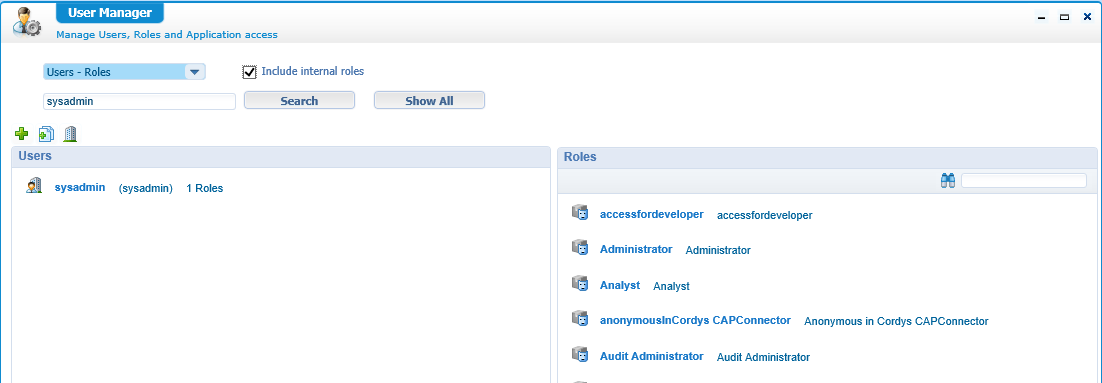 User Manager
Manage Users, Roles and Application access
Users - Roles
Include internal roles
sysadmin
Search
Show All
Users
sysadmin (sysadmin) 1 Roles
Roles
accessfordeveloper accessfordeveloper
Administrator Administrator
Analyst Analyst
anonymousInCordys CAPConnector Anonymous in Cordys CAPConnector
Audit Administrator Audit Administrator